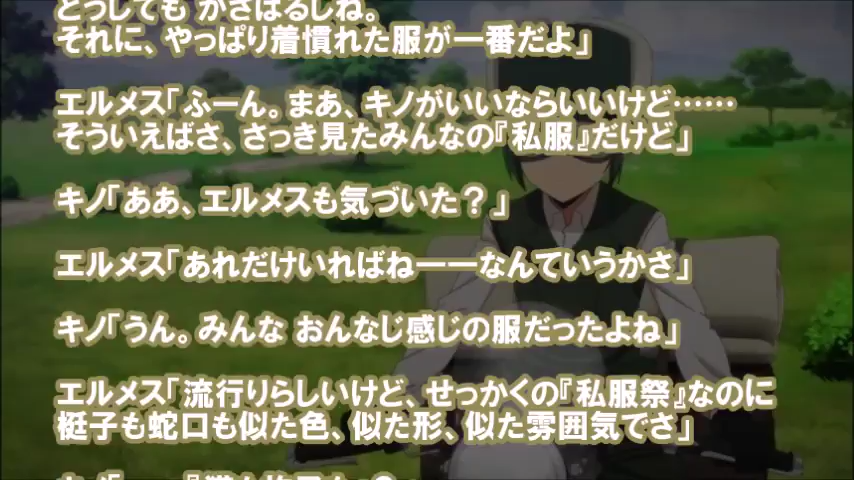 どうしても かさばるしね。
それに、やっぱり着慣れた服が一番だよ」
エルメス「ふーん。まあ、キノがいいならいいけど……
そういえばさ、さっき見たみんなの『私服』だけど」
キノ「ああ、エルメスも気づいた？」
エルメス「あれだけいればね――なんていうかさ」
キノ「うん。みんな おんなじ感じの服だったよね」
エルメス「流行りらしいけど、せっかくの『私服祭』なのに
梃子も蛇口も似た色、似た形、似た雰囲気でさ」